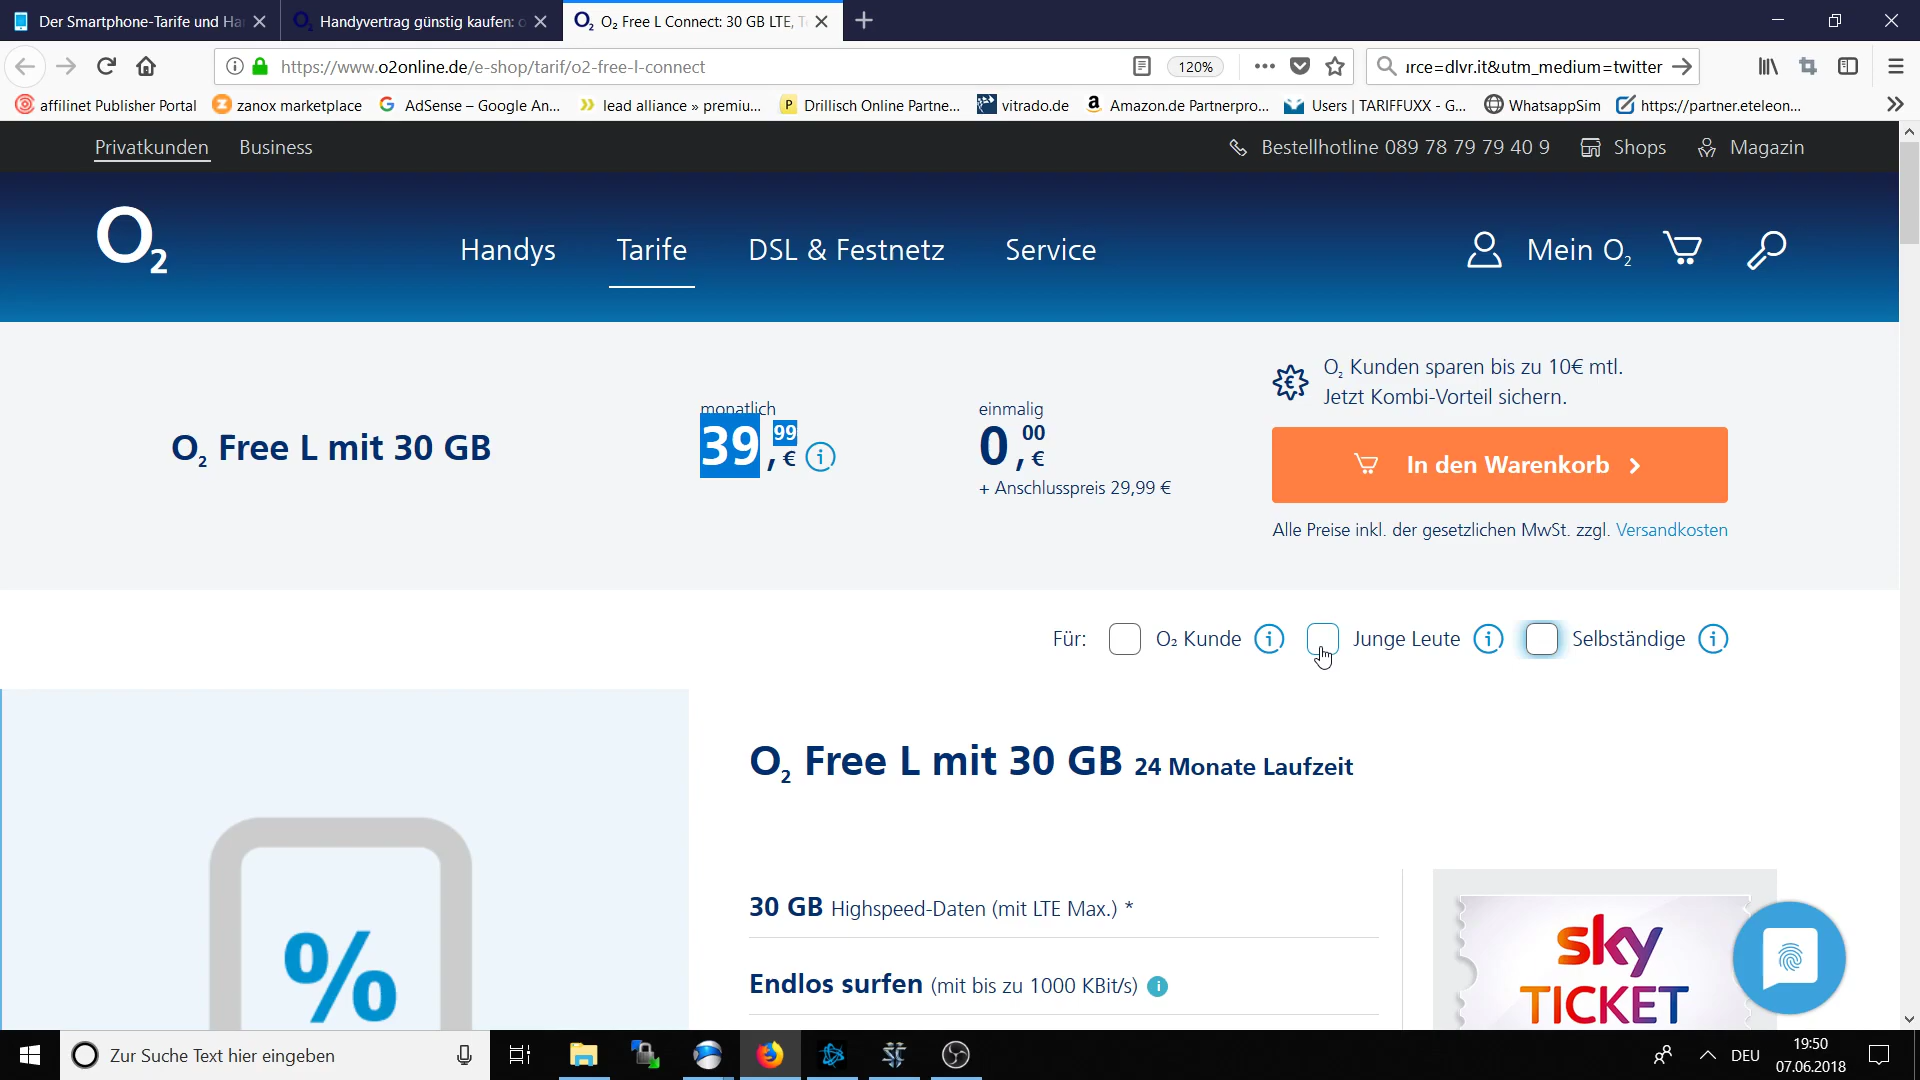 Der Smartphone-Tarife und Ha
Handyvertrag günstig kaufen: o
O₂ Free L Connect: 30 GB LTE, T
https://www.o2online.de/e-shop/tarif/o2-free-l-connect
120%
ırce=dlvr.it&utm_medium=twitter
affilinet Publisher Portal
zanox marketplace
AdSense – Google An...
lead alliance » premiu...
Drillisch Online Partne...
vitrado.de
Amazon.de Partnerpro...
Users | TARIFFUXX - G...
WhatsappSim
https://partner.eteleon...
Privatkunden
Business
Bestellhotline 089 78 79 79 40 9
Shops
Magazin
O₂
Handys
Tarife
DSL & Festnetz
Service
Mein O₂
O₂ Free L mit 30 GB
monatlich
39,99 €
einmalig
0,00 €
+ Anschlusspreis 29,99 €
O₂ Kunden sparen bis zu 10€ mtl.
Jetzt Kombi-Vorteil sichern.
In den Warenkorb
Alle Preise inkl. der gesetzlichen MwSt. zzgl. Versandkosten
Für:
O₂ Kunde
Junge Leute
Selbständige
O₂ Free L mit 30 GB 24 Monate Laufzeit
30 GB Highspeed-Daten (mit LTE Max.) *
Endlos surfen (mit bis zu 1000 KBit/s)
%
sky
TICKET
Zur Suche Text hier eingeben
DEU
19:50
07.06.2018